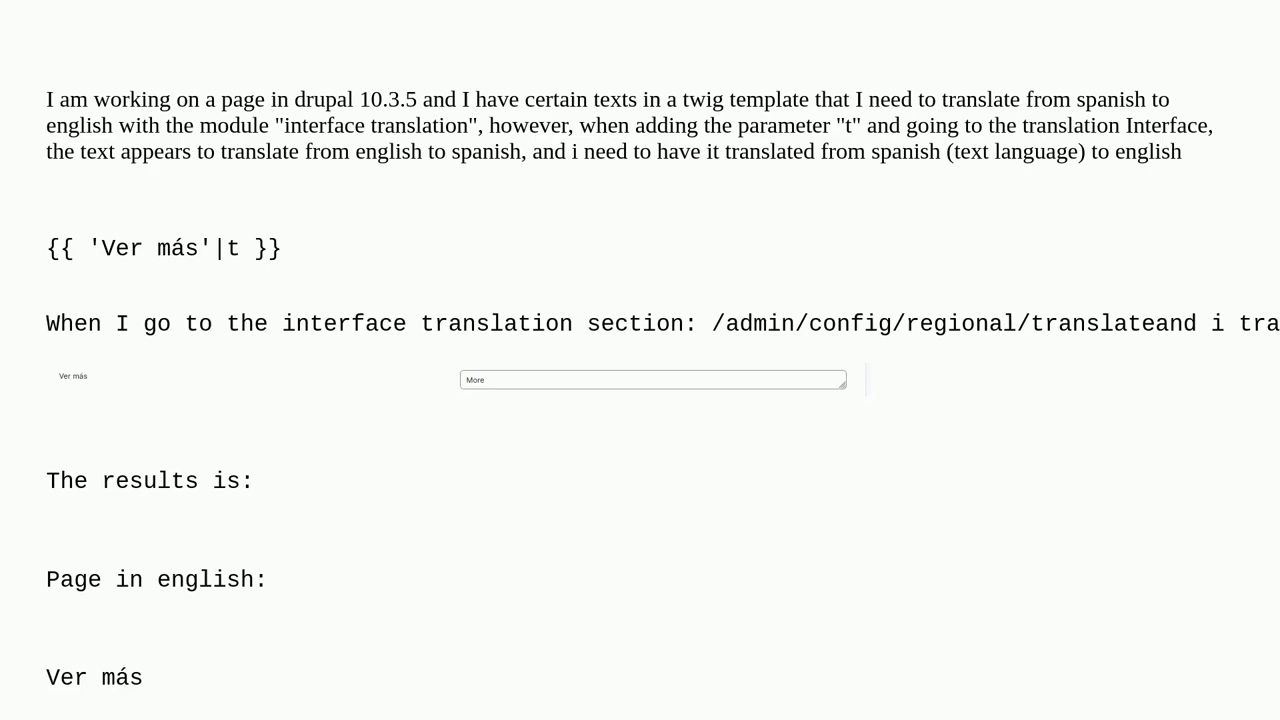 I am working on a page in drupal 10.3.5 and I have certain texts in a twig template that I need to translate from spanish to
english with the module "interface translation", however, when adding the parameter "t" and going to the translation Interface,
the text appears to translate from english to spanish, and i need to have it translated from spanish (text language) to english
{{ 'Ver más'|t }}
When I go to the interface translation section: /admin/config/regional/translateand i tra
Ver más
More
The results is:
Page in english:
Ver más